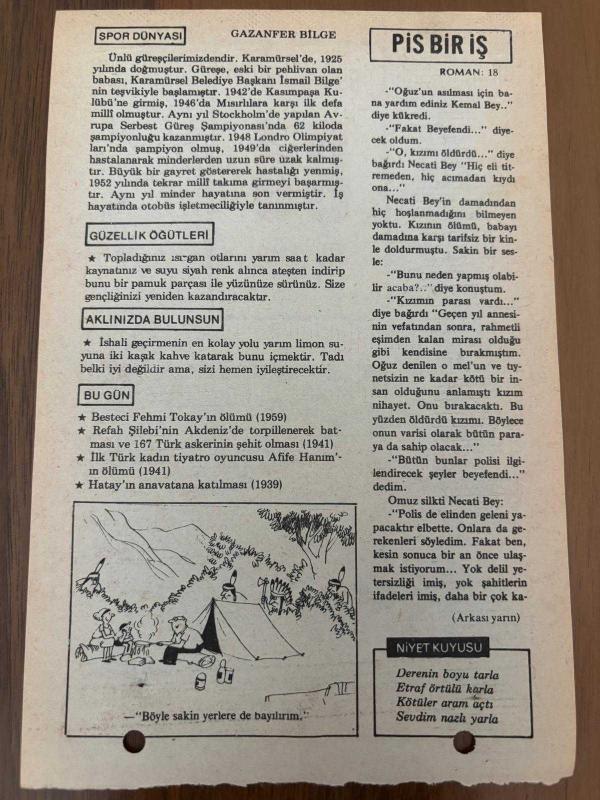 SPOR DÜNYASI
GAZANFER BİLGE
Ünlü güreşçilerimizdendir. Karamürsel'de, 1925
yılında doğmuştur. Güreşe, eski bir pehlivan olan
babası, Karamürsel Belediye Başkanı İsmail Bilge'
nin teşvikiyle başlamıştır. 1942'de Kasımpaşa Ku-
lübü'ne girmiş, 1946'da Mısırlılara karşı ilk defa
millî olmuştur. Aynı yıl Stockholm'de yapılan Av-
rupa Serbest Güreş Şampiyonası'nda 62 kiloda
şampiyonluğu kazanmıştır. 1948 Londro Olimpiyat
ları'nda şampiyon olmuş, 1949'da ciğerlerinden
hastalanarak minderlerden uzun süre uzak kalmış-
tır. Büyük bir gayret göstererek hastalığı yenmiş,
1952 yılında tekrar millî takıma girmeyi başarmış-
tır. Aynı yıl minder hayatına son vermiştir. İş
hayatında otobüs işletmeciliğiyle tanınmıştır.
GÜZELLİK ÖĞÜTLERİ
★ Topladığınız ısırgan otlarını yarım saat kadar
kaynatınız ve suyu siyah renk alınca ateşten indirip
bunu bir pamuk parçası ile yüzünüze sürünüz. Size
gençliğinizi yeniden kazandıracaktır.
AKLINIZDA BULUNSUN
★ İshali geçirmenin en kolay yolu yarım limon su-
yuna iki kaşık kahve katarak bunu içmektir. Tadı
belki iyi değildir ama, sizi hemen iyileştirecektir.
BU GÜN
★ Besteci Fehmi Tokay'ın ölümü (1959)
★ Refah Şilebi'nin Akdeniz'de torpillenerek bat-
ması ve 167 Türk askerinin şehit olması (1941)
★ İlk Türk kadın tiyatro oyuncusu Afife Hanım'-
ın ölümü (1941)
★ Hatay'ın anavatana katılması (1939)
—"Böyle sakin yerlere de bayılırım."
PİS BİR İŞ
ROMAN: 18
-"Oğuz'un asılması için ba-
na yardım ediniz Kemal Bey.."
diye kükredi.
-"Fakat Beyefendi..." diye-
cek oldum.
-"O, kızımı öldürdü..." diye
bağırdı Necati Bey "Hiç eli tit-
remeden, hiç acımadan kıydı
ona..."
Necati Bey'in damadından
hiç hoşlanmadığını bilmeyen
yoktu. Kızının ölümü, babayı
damadına karşı tarifsiz bir kin-
le doldurmuştu. Sakin bir ses-
le:
-"Bunu neden yapmış olabi-
lir acaba?.." diye konuştum.
-"Kızımın parası vardı..."
diye bağırdı "Geçen yıl annesi-
nin vefatından sonra, rahmetli
eşimden kalan mirası olduğu
gibi kendisine bırakmıştım.
Oğuz denilen o mel'un ve tıy-
netsizin ne kadar kötü bir in-
san olduğunu anlamıştı kızım
nihayet. Onu bırakacaktı. Bu
yüzden öldürdü kızımı. Böylece
onun varisi olarak bütün para-
ya da sahip olacak..."
-"Bütün bunlar polisi ilgi-
lendirecek şeyler beyefendi..."
dedim.
Omuz silkti Necati Bey:
-"Polis de elinden geleni ya-
pacaktır elbette. Onlara da ge-
rekenleri söyledim. Fakat ben,
kesin sonuca bir an önce ulaş-
mak istiyorum... Yok delil ye-
tersizliği imiş, yok şahitlerin
ifadeleri imiş, daha bir çok ka-
(Arkası yarın)
NİYET KUYUSU
Derenin boyu tarla
Etraf örtülü karla
Kötüler aram açtı
Sevdim nazlı yarla